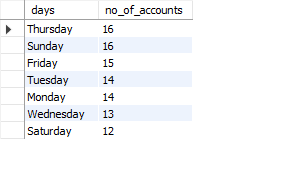 days no_of_accounts
Thursday 16
Sunday 16
Friday 15
Tuesday 14
Monday 14
Wednesday 13
Saturday 12